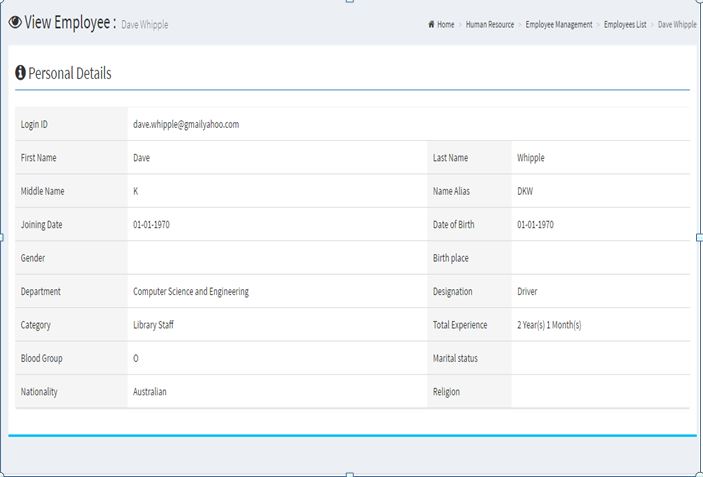 View Employee : Dave Whipple
Home > Human Resource > Employee Management > Employees List > Dave Whipple
Personal Details
Login ID dave.whipple@gmailyahoo.com
First Name Dave Last Name Whipple
Middle Name K Name Alias DKW
Joining Date 01-01-1970 Date of Birth 01-01-1970
Gender Birth place
Department Computer Science and Engineering Designation Driver
Category Library Staff Total Experience 2 Year(s) 1 Month(s)
Blood Group O Marital status
Nationality Australian Religion